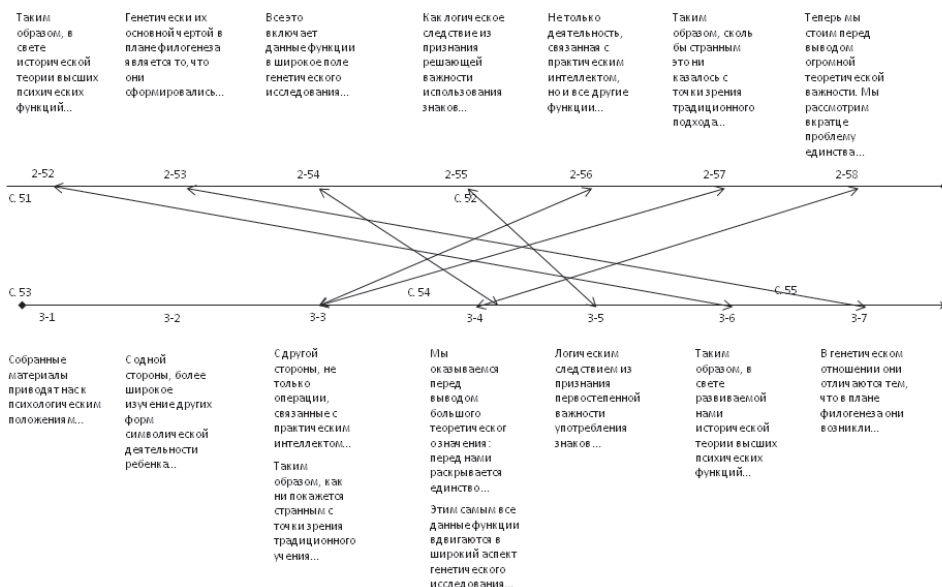 Таким
образом, в
свете
исторической
теории высших
психических
функций...
Генетически их
основной чертой в
плане филогенеза
является то, что
они
сформировались...
Все это
включает
данные функции
в широкое поле
генетического
исследования...
Как логическое
следствие из
признания
решающей
важности
использования
знаков...
Не только
деятельность,
связанная с
практическим
интеллектом,
но и все другие
функции...
Таким
образом, сколь
бы странным
это ни
казалось с
точки зрения
традиционного
подхода...
Теперь мы
стоим перед
выводом
огромной
теоретической
важности. Мы
рассмотрим
вкратце
проблему
единства...
2-52 2-53 2-54 2-55 2-56 2-57 2-58
С. 51 С. 52
С. 53 С. 54 С. 55
3-1 3-2 3-3 3-4 3-5 3-6 3-7
Собранные
материалы
приводят нас к
психологическим
положениям...
С одной
стороны, более
широкое
изучение других
форм
символической
деятельности
ребенка...
С другой
стороны, не
только
операции,
связанные с
практическим
интеллектом...
Таким
образом, как
ни покажется
странным с
точки зрения
традиционного
учения...
Мы
оказываемся
перед
выводом
большого
теоретическог
о значения:
перед нами
раскрывается
единство...
Этим самым все
данные функции
вдвигаются в
широкий аспект
генетического
исследования...
Логическим
следствием из
признания
первостепенной
важности
употребления
знаков...
Таким
образом, в
свете
развиваемой
нами
исторической
теории высших
психических
функций...
В генетическом
отношении они
отличаются тем,
что в плане
филогенеза они
возникли...